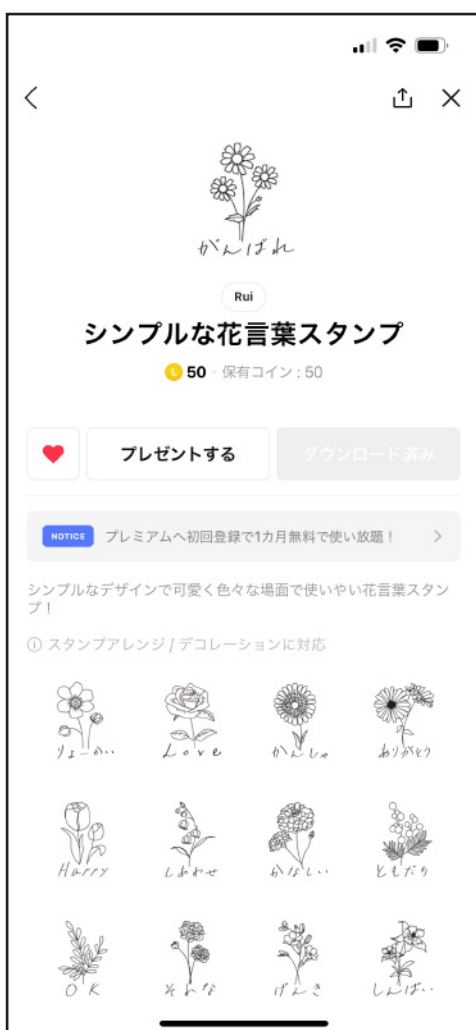 がんばれ
Rui
シンプルな花言葉スタンプ
L 50・保有コイン : 50
プレゼントする
ダウンロード済み
NOTICE プレミアムへ初回登録で1カ月無料で使い放題！
シンプルなデザインで可愛く色々な場面で使いやい花言葉スタン
プ！
スタンプアレンジ / デコレーションに対応
りょーかい Love かんしゃ ありがとう
Happy しあわせ かなしい ともだち
OK それな げんき しんぱい